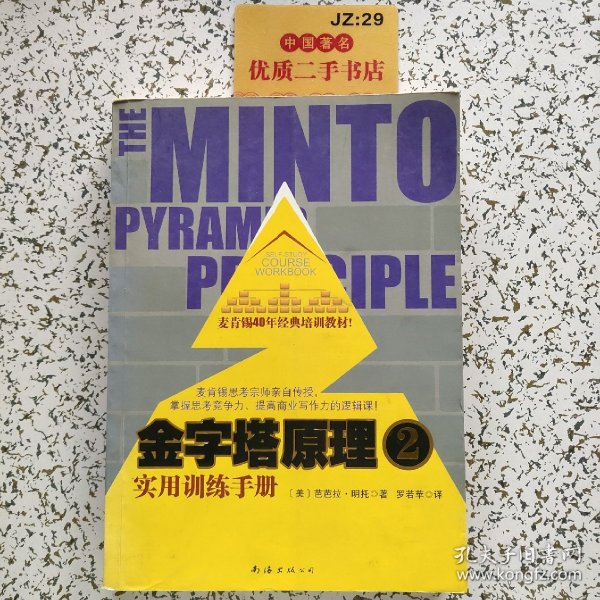 JZ:29
中国著名
优质二手书店
THE
MINTO
PYRAMID
PRINCIPLE
SELF-STUDY
COURSE
WORKBOOK
麦肯锡40年经典培训教材!
麦肯锡思考宗师亲自传授,
掌握思考竞争力、提高商业写作力的逻辑课!
金字塔原理2
实用训练手册
〔美〕芭芭拉·明托◇著 罗若苹◇译
南海出版公司
孔夫子旧书网
www.kongfz.com